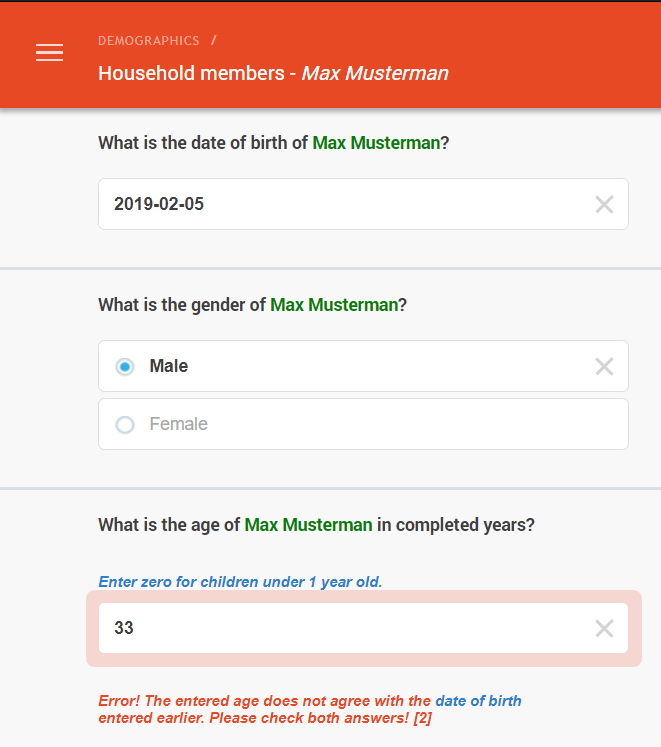 DEMOGRAPHICS /
Household members - Max Musterman
What is the date of birth of Max Musterman?
2019-02-05
What is the gender of Max Musterman?
Male
Female
What is the age of Max Musterman in completed years?
Enter zero for children under 1 year old.
33
Error! The entered age does not agree with the date of birth
entered earlier. Please check both answers! [2]